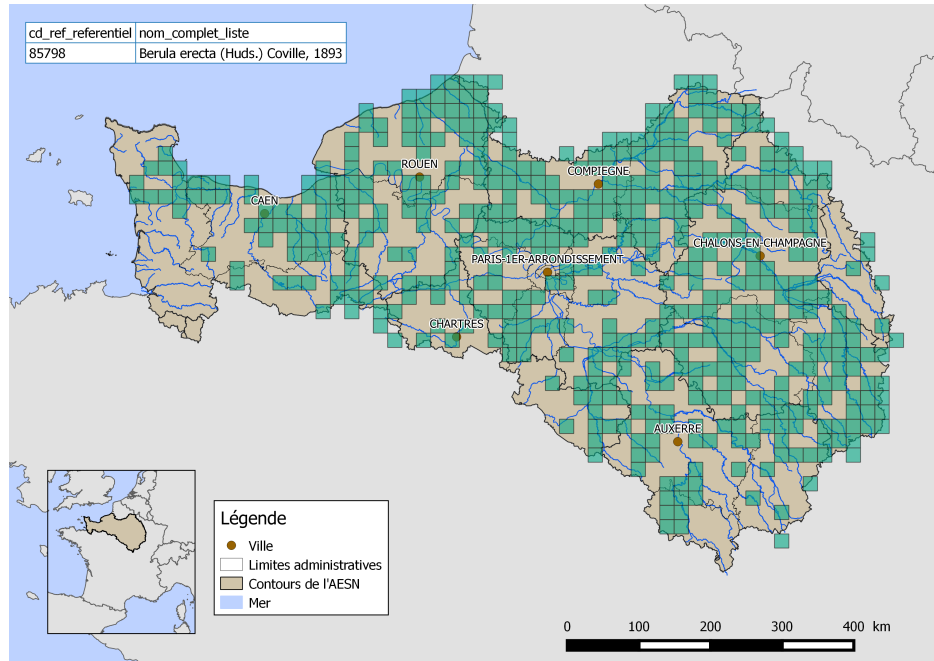 cd_ref_referentiel nom_complet_liste
85798 Berula erecta (Huds.) Coville, 1893
ROUEN
COMPIEGNE
CAEN
CHALONS-EN-CHAMPAGNE
PARIS-1ER-ARRONDISSEMENT
CHARTRES
AUXERRE
Légende
Ville
Limites administratives
Contours de l'AESN
Mer
0 100 200 300 400 km